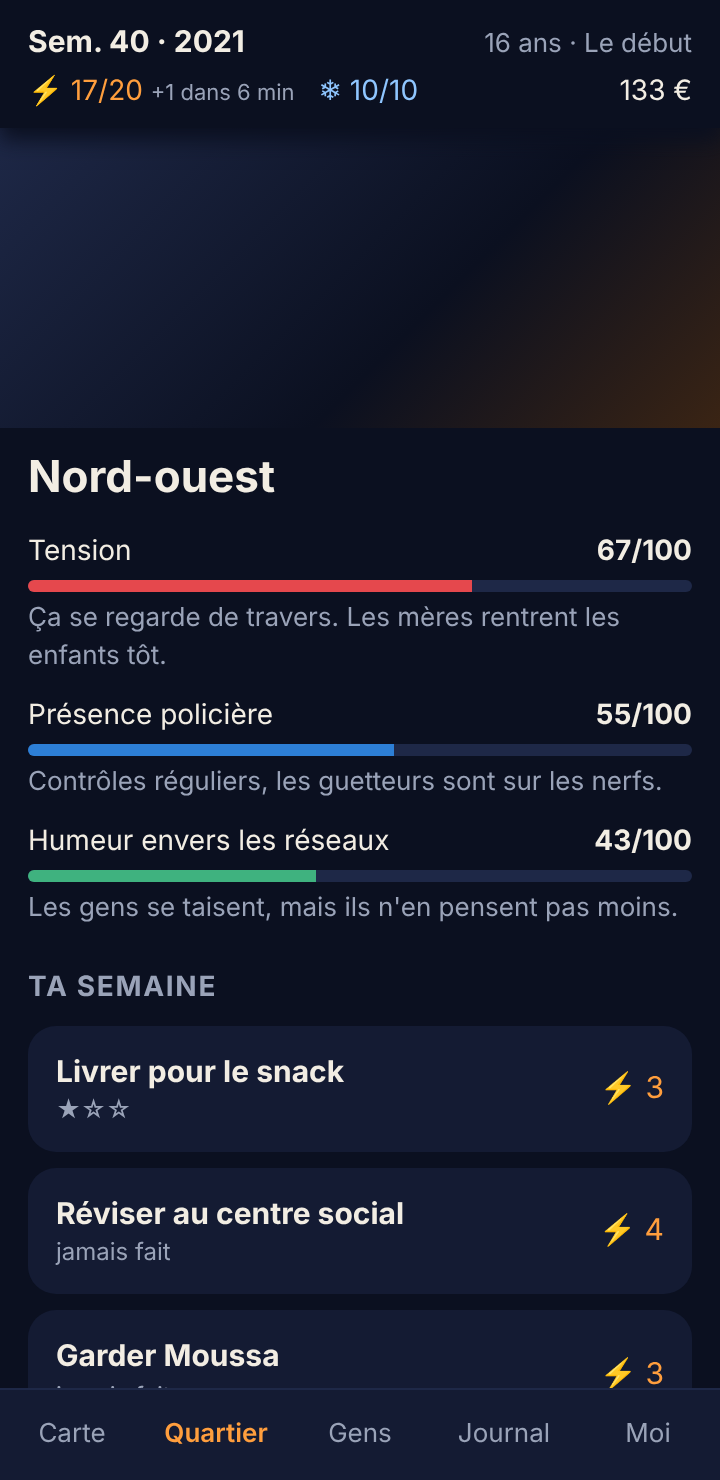 Sem. 40 · 2021
16 ans · Le début
⚡ 17/20 +1 dans 6 min ❄ 10/10
133 €
Nord-ouest
Tension 67/100
Ça se regarde de travers. Les mères rentrent les
enfants tôt.
Présence policière 55/100
Contrôles réguliers, les guetteurs sont sur les nerfs.
Humeur envers les réseaux 43/100
Les gens se taisent, mais ils n'en pensent pas moins.
TA SEMAINE
Livrer pour le snack
★☆☆
⚡ 3
Réviser au centre social
jamais fait
⚡ 4
Garder Moussa
⚡ 3
Carte Quartier Gens Journal Moi